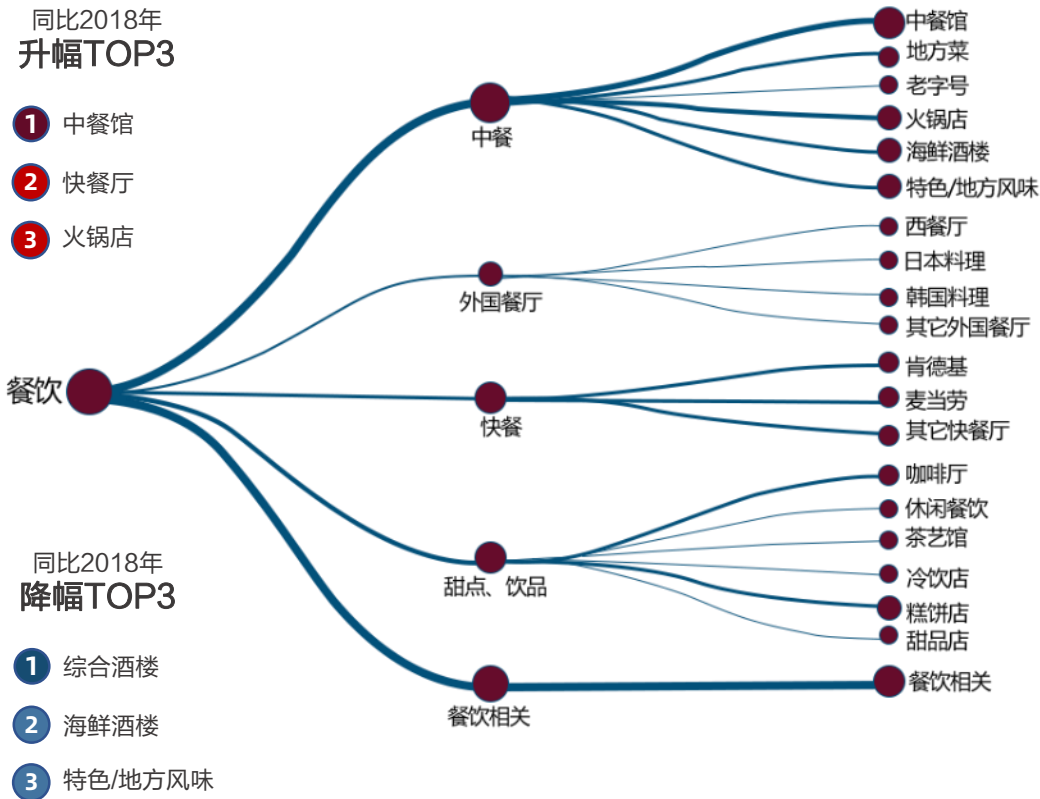 同比2018年
升幅TOP3
1 中餐馆
2 快餐厅
3 火锅店
餐饮
中餐
外国餐厅
快餐
甜点、饮品
餐饮相关
中餐馆
地方菜
老字号
火锅店
海鲜酒楼
特色/地方风味
西餐厅
日本料理
韩国料理
其它外国餐厅
肯德基
麦当劳
其它快餐厅
咖啡厅
休闲餐饮
茶艺馆
冷饮店
糕饼店
甜品店
餐饮相关
同比2018年
降幅TOP3
1 综合酒楼
2 海鲜酒楼
3 特色/地方风味